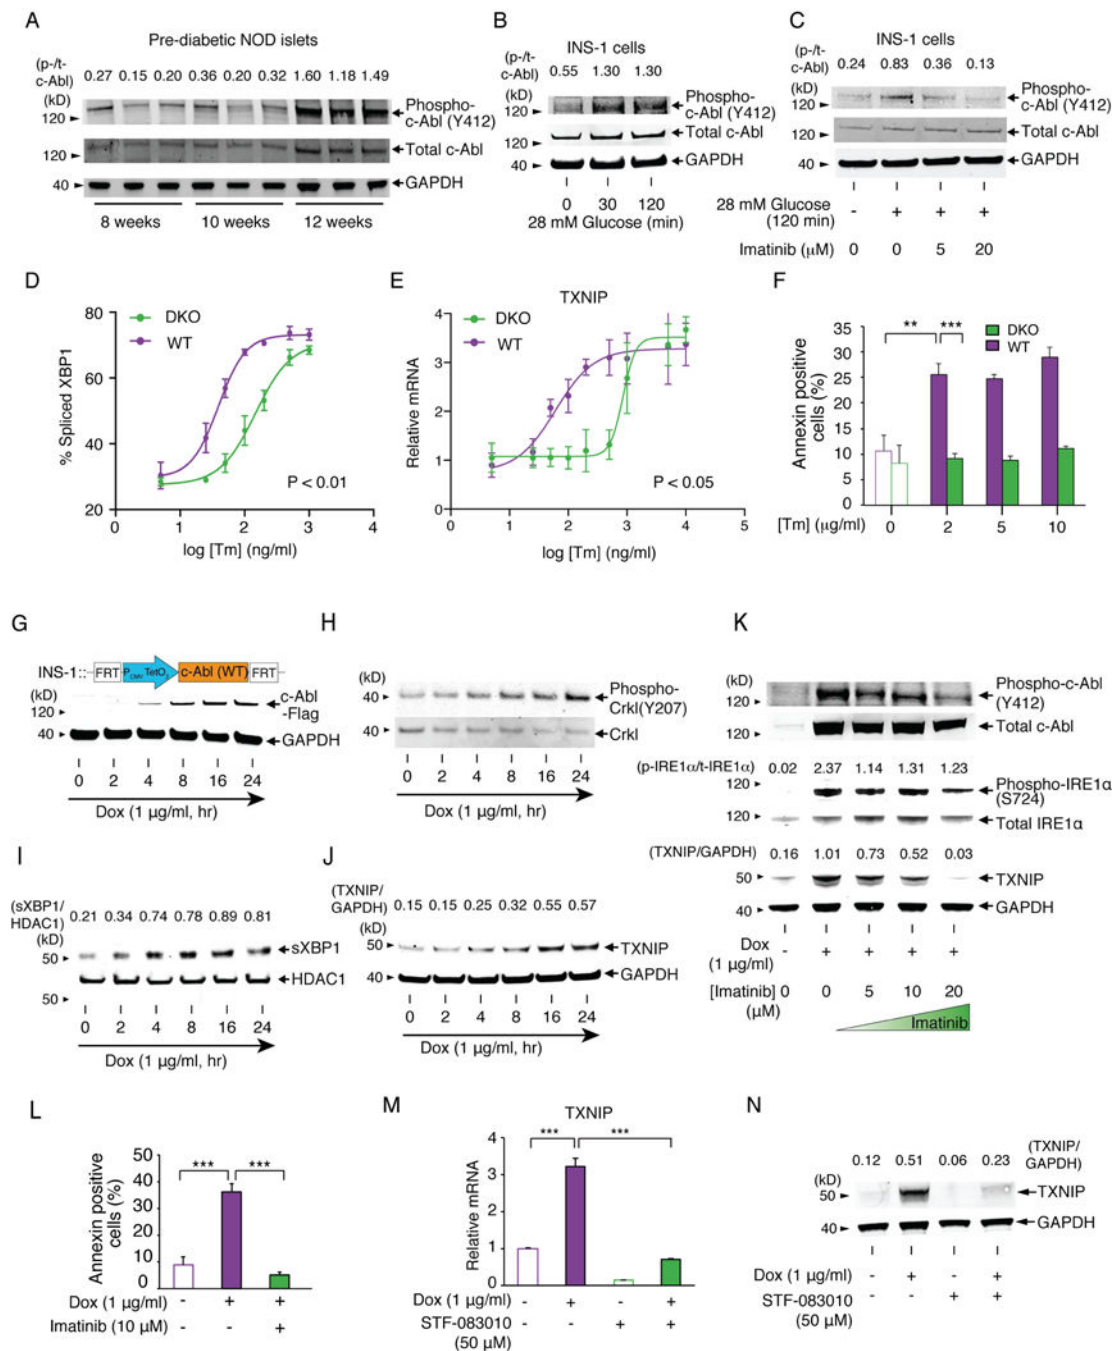 A
Pre-diabetic NOD islets
(p-/t-
c-Abl) 0.27 0.15 0.20 0.36 0.20 0.32 1.60 1.18 1.49
(kD)
120
Phospho-
c-Abl (Y412)
120
Total c-Abl
40
GAPDH
8 weeks 10 weeks 12 weeks
B
INS-1 cells
(p-/t-
c-Abl) 0.55 1.30 1.30
(kD)
120
Phospho-
c-Abl (Y412)
120
Total c-Abl
40
GAPDH
0 30 120
28 mM Glucose (min)
C
INS-1 cells
(p-/t-
c-Abl) 0.24 0.83 0.36 0.13
(kD)
120
Phospho-
c-Abl (Y412)
120
Total c-Abl
40
GAPDH
28 mM Glucose
(120 min) - + + +
Imatinib (μM) 0 0 5 20
D
80
60
40
20
% Spliced XBP1
DKO
WT
P < 0.01
0 1 2 3 4
log [Tm] (ng/ml)
E
TXNIP
4
3
2
1
0
Relative mRNA
DKO
WT
P < 0.05
0 1 2 3 4 5
log [Tm] (ng/ml)
F
35
30
25
20
15
10
5
0
Annexin positive
cells (%)
** ***
DKO
WT
[Tm] 0 2 5 10 (μg/ml)
G
INS-1:: FRT P CMV TetO2 c-Abl (WT) FRT
(kD)
120
c-Abl
-Flag
40
GAPDH
0 2 4 8 16 24
Dox (1 μg/ml, hr)
H
(kD)
40
Phospho-
Crkl(Y207)
40
Crkl
0 2 4 8 16 24
Dox (1 μg/ml, hr)
I
(sXBP1/
HDAC1) 0.21 0.34 0.74 0.78 0.89 0.81
(kD)
50
sXBP1
HDAC1
50
0 2 4 8 16 24
Dox (1 μg/ml, hr)
J
(TXNIP/
GAPDH) 0.15 0.15 0.25 0.32 0.55 0.57
(kD)
50
TXNIP
40
GAPDH
0 2 4 8 16 24
Dox (1 μg/ml, hr)
K
(kD)
120
Phospho-c-Abl
(Y412)
120
Total c-Abl
(p-IRE1α/t-IRE1α) 0.02 2.37 1.14 1.31 1.23
120
Phospho-IRE1α
(S724)
120
Total IRE1α
(TXNIP/GAPDH) 0.16 1.01 0.73 0.52 0.03
50
TXNIP
40
GAPDH
Dox
(1 μg/ml) - + + + +
[Imatinib] 0 0 5 10 20
μM
Imatinib
L
50
40
30
20
10
0
Annexin positive
cells (%)
*** ***
Dox (1 μg/ml) - + +
Imatinib (10 μM) - - +
M
TXNIP
4
3
2
1
0
Relative mRNA
*** ***
Dox (1 μg/ml) - + - +
STF-083010 - - + +
(50 μM)
N
0.12 0.51 0.06 0.23 (TXNIP/
GAPDH)
(kD)
50
TXNIP
40
GAPDH
Dox (1 μg/ml) - + - +
STF-083010 - - + +
(50 μM)